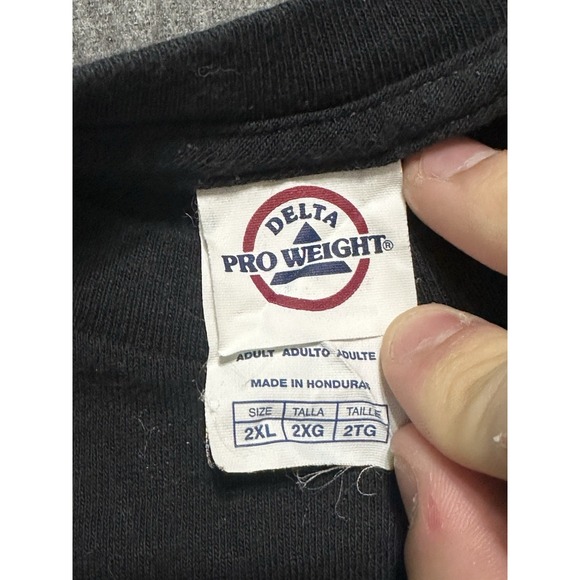 DELTA
PRO WEIGHT®
ADULT ADULTO ADULTE
MADE IN HONDURAS
SIZE TALLA TAILLE
2XL 2XG 2TG